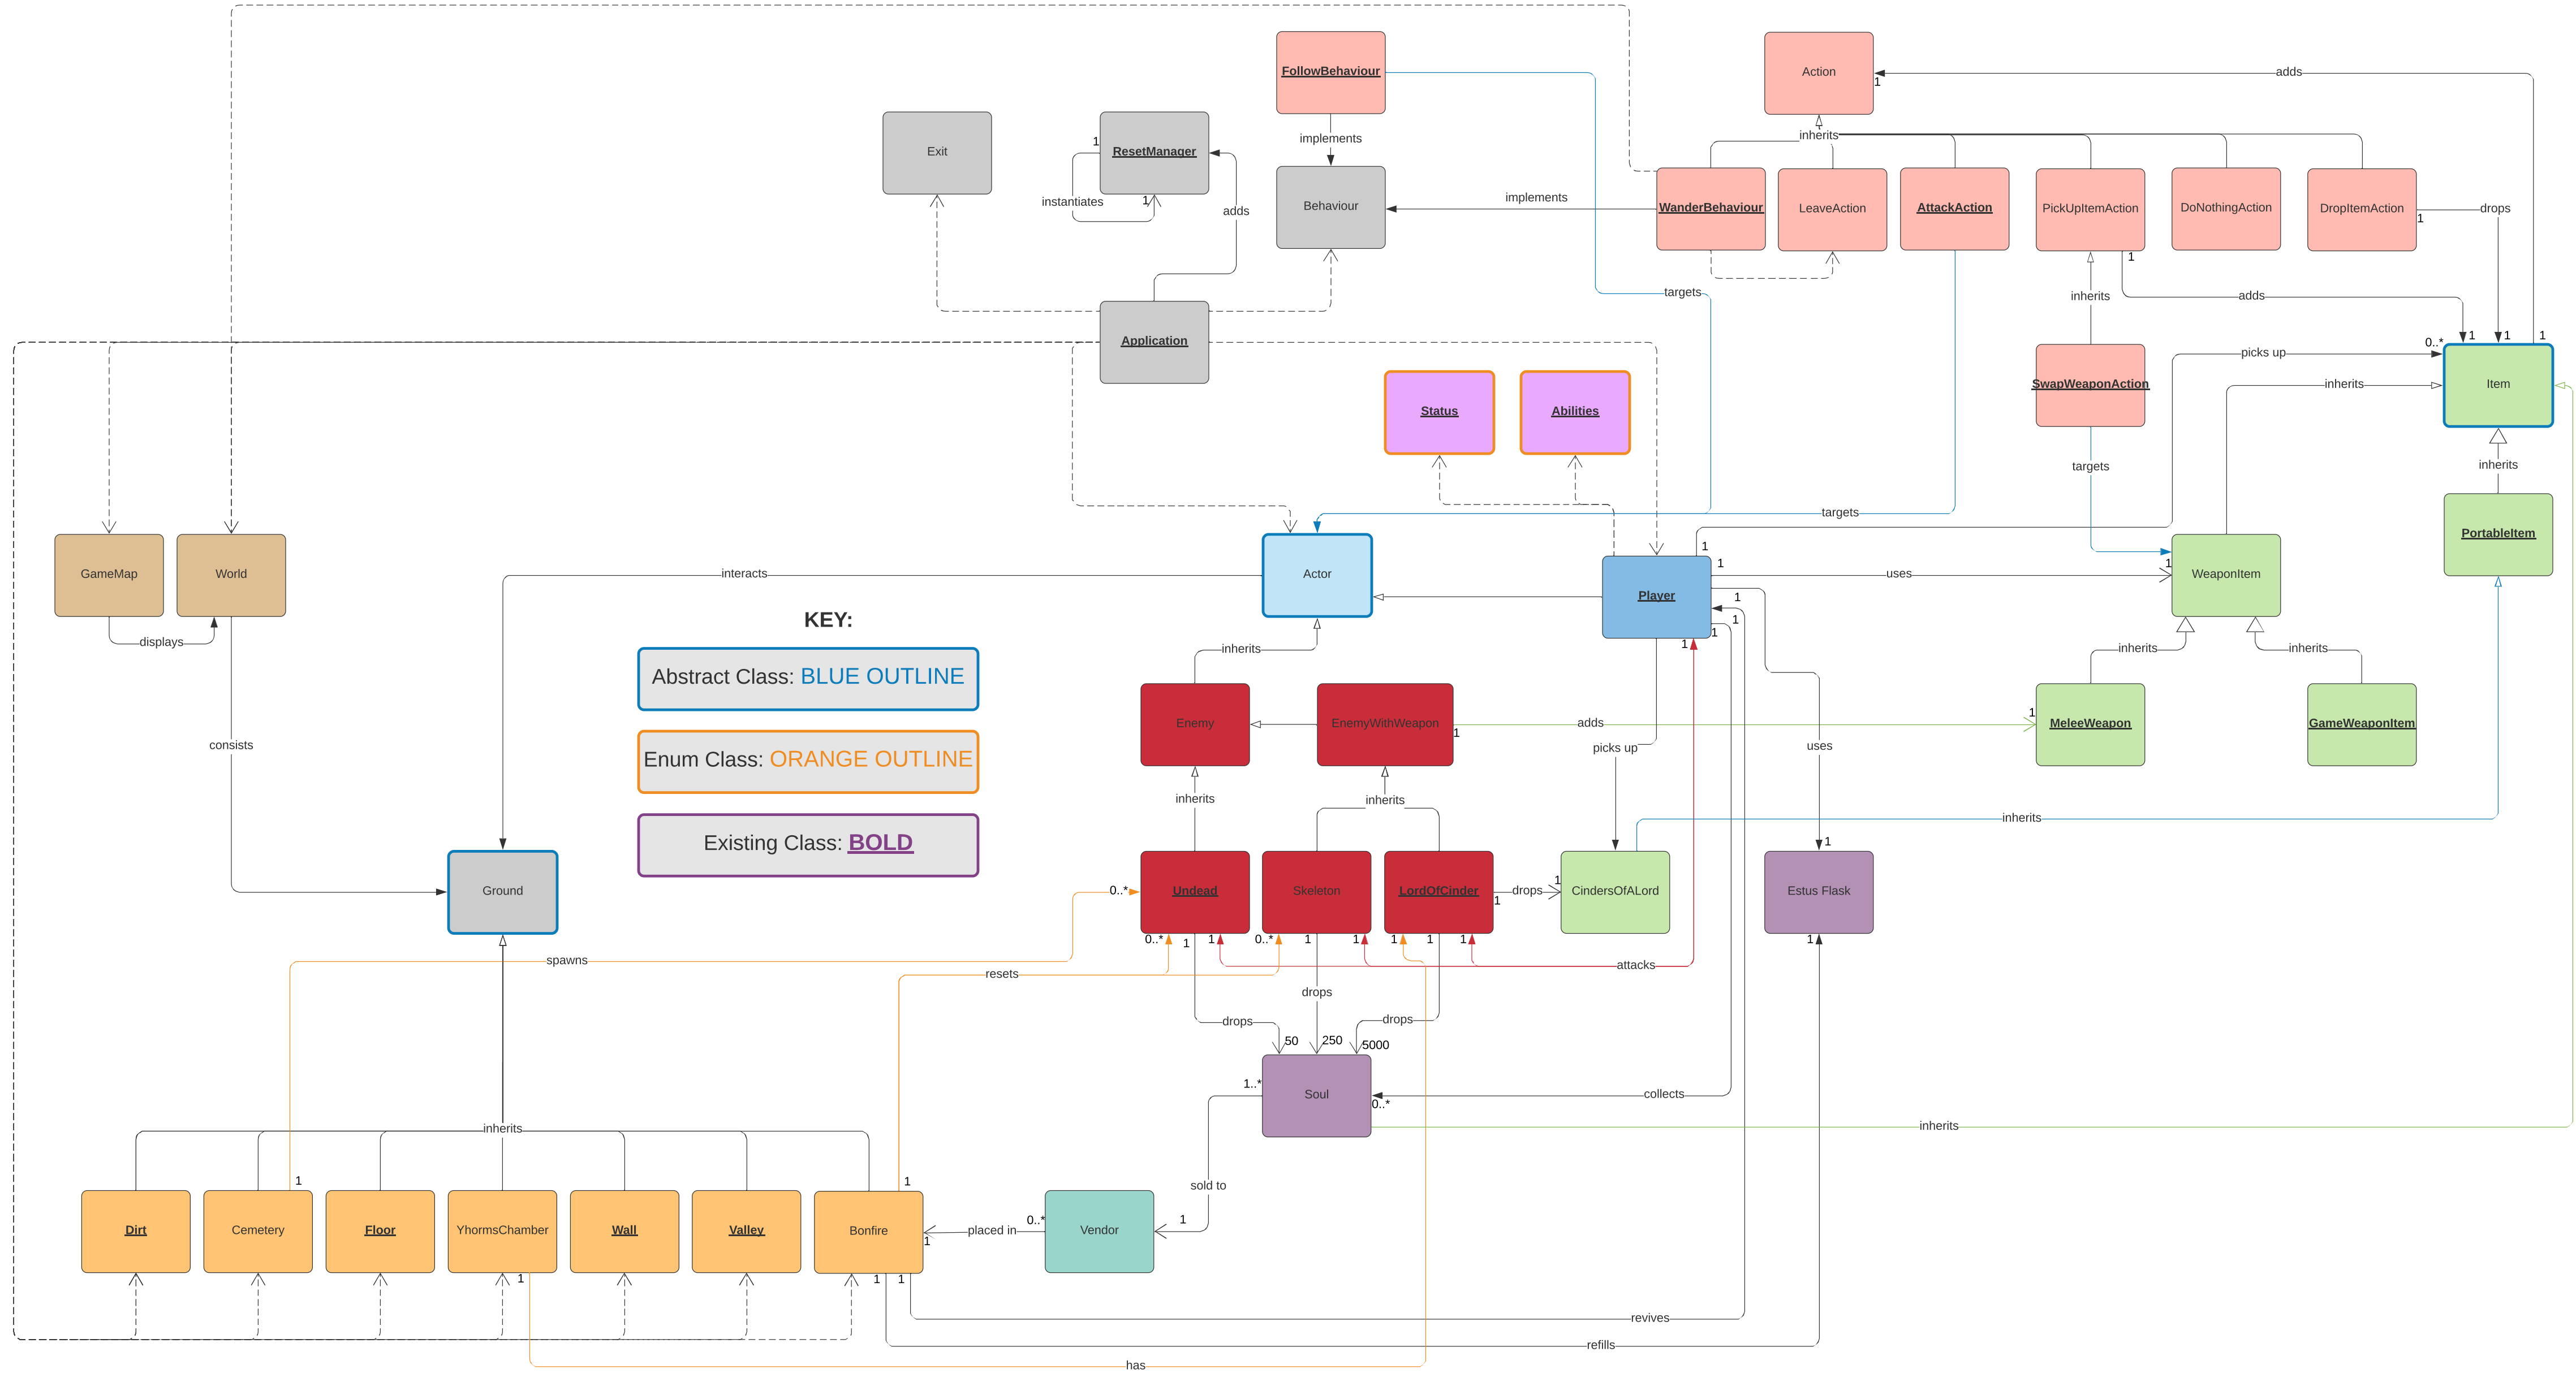 FollowBehaviour
Action
adds
1
Exit
1
ResetManager
implements
inherits
instantiates
1
adds
Behaviour
implements
WanderBehaviour
LeaveAction
AttackAction
PickUpItemAction
DoNothingAction
DropItemAction
1
drops
1
targets
inherits
adds
Application
Status
Abilities
picks up
0..*
1
1
1
SwapWeaponAction
inherits
Item
targets
inherits
targets
PortableItem
GameMap
World
interacts
Actor
1
Player
1
uses
1
WeaponItem
1
1
1
1
displays
KEY:
inherits
inherits
inherits
Abstract Class: BLUE OUTLINE
Enemy
EnemyWithWeapon
1
adds
1
MeleeWeapon
GameWeaponItem
consists
picks up
uses
Enum Class: ORANGE OUTLINE
inherits
inherits
inherits
Existing Class: BOLD
Ground
0..*
Undead
Skeleton
LordOfCinder
drops
1
1
CindersOfALord
1
Estus Flask
0..*
1
1
0..*
1
1
1
1
1
1
spawns
resets
attacks
drops
drops
drops
50
250
5000
1..*
Soul
0..*
collects
inherits
inherits
1
1
sold to
Dirt
Cemetery
Floor
YhormsChamber
Wall
Valley
Bonfire
1
placed in
0..*
Vendor
1
1
1
1
revives
refills
has